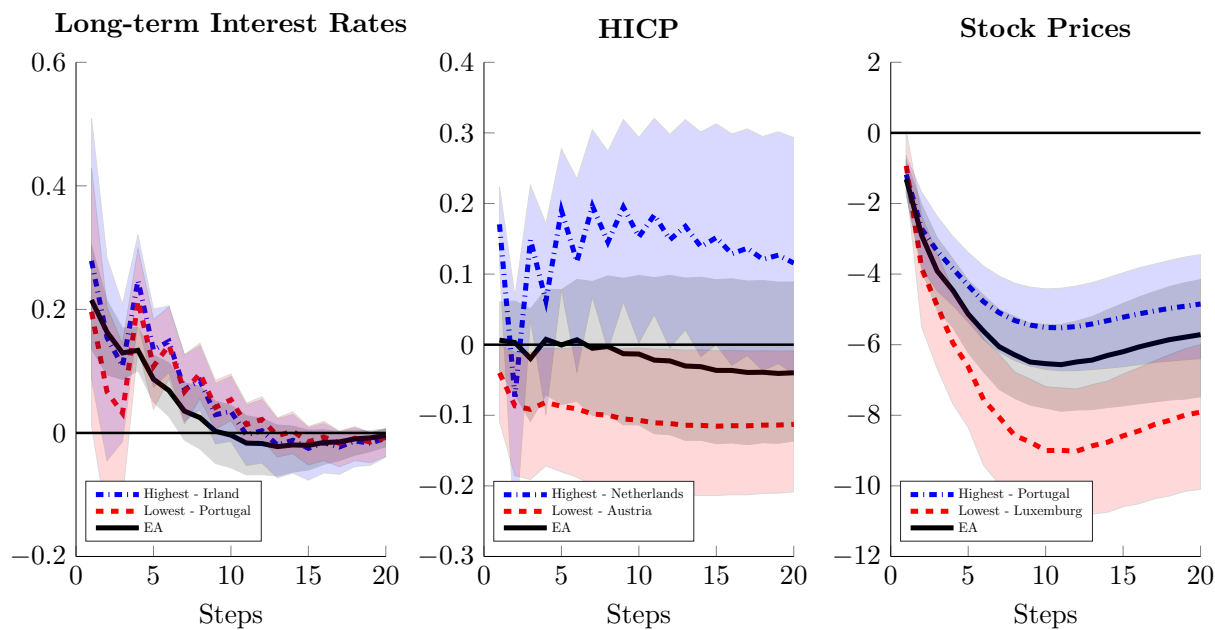 Long-term Interest Rates
0.6
0.4
0.2
0
−0.2
Highest - Irland
Lowest - Portugal
EA
0 5 10 15 20
Steps
HICP
0.4
0.3
0.2
0.1
0
−0.1
−0.2
−0.3
Highest - Netherlands
Lowest - Austria
EA
0 5 10 15 20
Steps
Stock Prices
2
0
−2
−4
−6
−8
−10
−12
Highest - Portugal
Lowest - Luxemburg
EA
0 5 10 15 20
Steps